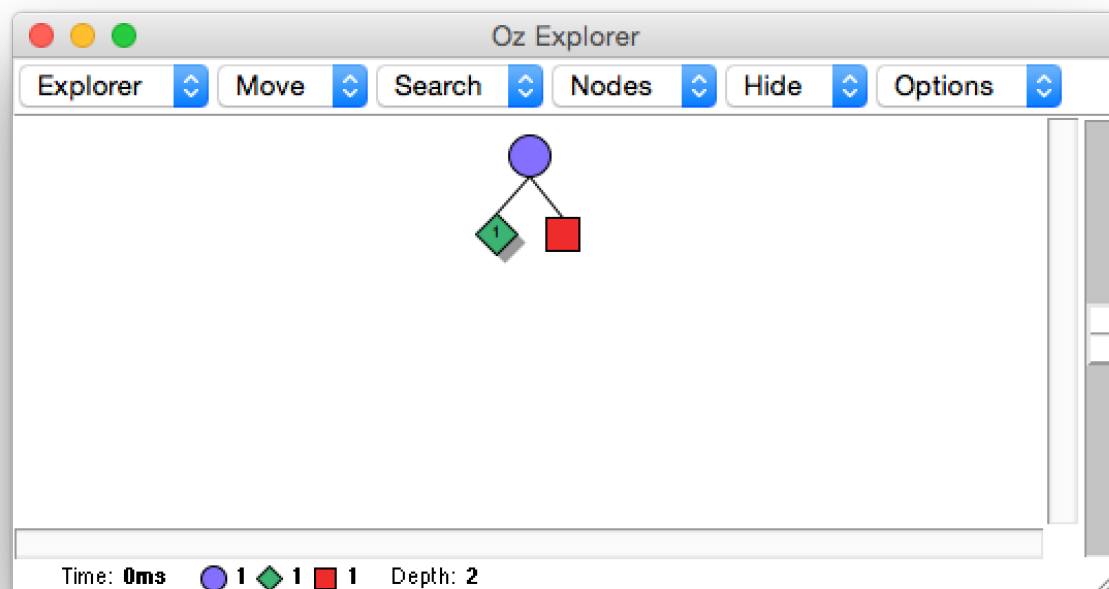 Oz Explorer
Explorer Move Search Nodes Hide Options
1
Time: 0ms 1 1 1 Depth: 2